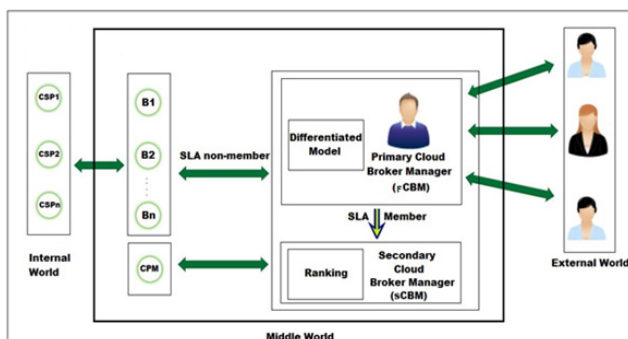 CSP1
CSP2
CSPn
Internal
World
B1
B2
Bn
CPM
SLA non-member
Differentiated
Model
Primary Cloud
Broker Manager
(FCBM)
SLA Member
Ranking
Secondary
Cloud
Broker Manager
(sCBM)
External World
Middle World